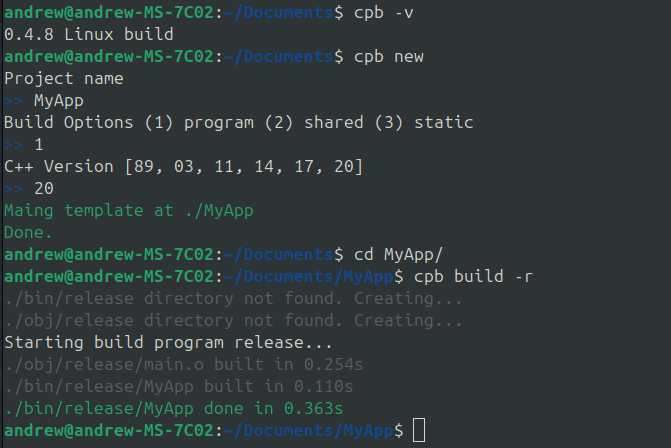 andrew@andrew-MS-7C02:~/Documents$ cpb -v
0.4.8 Linux build
andrew@andrew-MS-7C02:~/Documents$ cpb new
Project name
>> MyApp
Build Options (1) program (2) shared (3) static
>> 1
C++ Version [89, 03, 11, 14, 17, 20]
>> 20
Maing template at ./MyApp
Done.
andrew@andrew-MS-7C02:~/Documents$ cd MyApp/
andrew@andrew-MS-7C02:~/Documents/MyApp$ cpb build -r
./bin/release directory not found. Creating...
./obj/release directory not found. Creating...
Starting build program release...
./obj/release/main.o built in 0.254s
./bin/release/MyApp built in 0.110s
./bin/release/MyApp done in 0.363s
andrew@andrew-MS-7C02:~/Documents/MyApp$